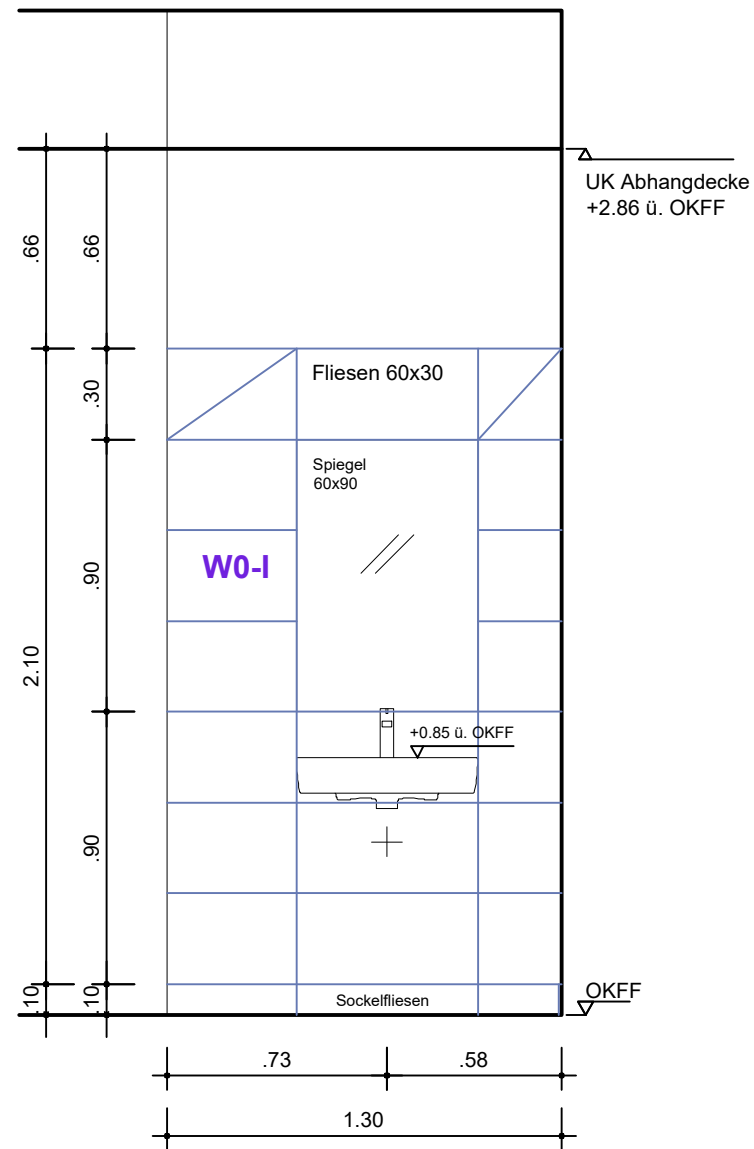 UK Abhangdecke
+2.86 ü. OKFF
.66
.66
Fliesen 60x30
.30
Spiegel
60x90
W0-I
.90
2.10
+0.85 ü. OKFF
.90
.10
.10
Sockelfliesen
OKFF
.73
.58
1.30